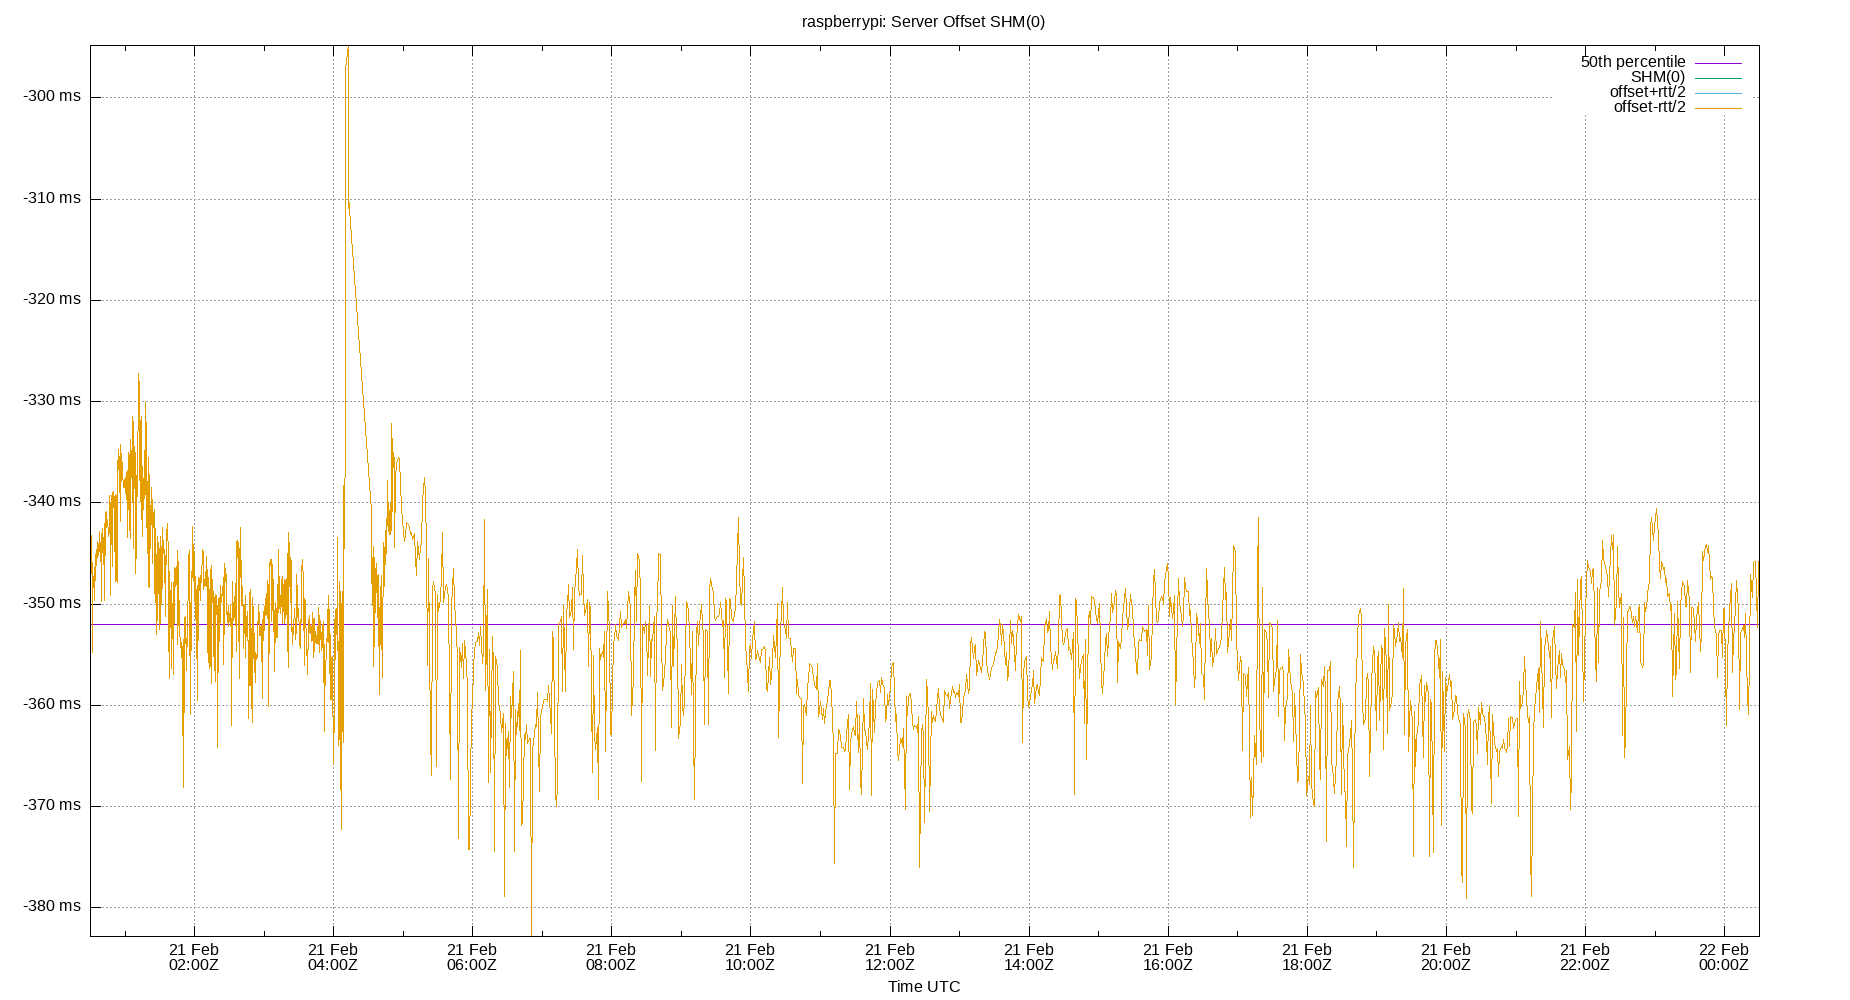 raspberrypi: Server Offset SHM(0)
50th percentile
SHM(0)
offset+rtt/2
offset-rtt/2
-300 ms
-310 ms
-320 ms
-330 ms
-340 ms
-350 ms
-360 ms
-370 ms
-380 ms
21 Feb 21 Feb 21 Feb 21 Feb 21 Feb 21 Feb 21 Feb 21 Feb 21 Feb 21 Feb 21 Feb 22 Feb
02:00Z 04:00Z 06:00Z 08:00Z 10:00Z 12:00Z 14:00Z 16:00Z 18:00Z 20:00Z 22:00Z 00:00Z
Time UTC